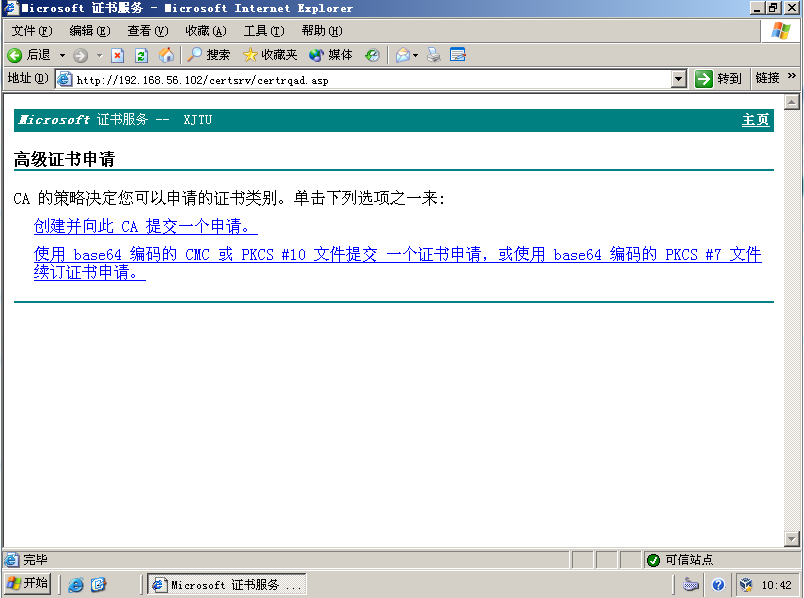 Microsoft 证书服务 - Microsoft Internet Explorer
文件(F) 编辑(E) 查看(V) 收藏(A) 工具(T) 帮助(H)
后退 搜索 收藏夹 媒体
地址(D) http://192.168.56.102/certsrv/certrqad.asp 转到 链接 »
Microsoft 证书服务 -- XJTU 主页
高级证书申请
CA 的策略决定您可以申请的证书类别。单击下列选项之一来:
创建并向此 CA 提交一个申请。
使用 base64 编码的 CMC 或 PKCS #10 文件提交 一个证书申请，或使用 base64 编码的 PKCS #7 文件
续订证书申请。
完毕 可信站点
开始 Microsoft 证书服务 ... 10:42